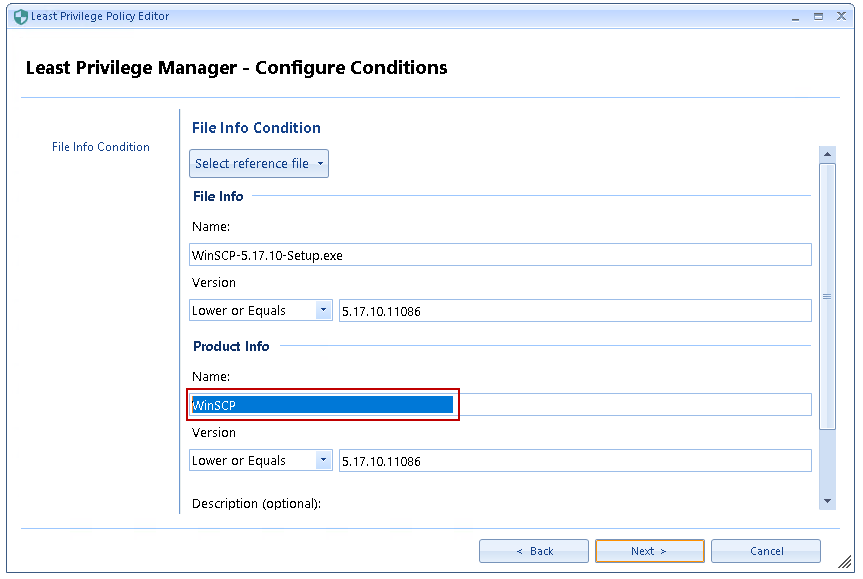 Least Privilege Policy Editor
Least Privilege Manager - Configure Conditions
File Info Condition
File Info Condition
Select reference file
File Info
Name:
WinSCP-5.17.10-Setup.exe
Version
Lower or Equals 5.17.10.11086
Product Info
Name:
WinSCP
Version
Lower or Equals 5.17.10.11086
Description (optional):
< Back Next > Cancel